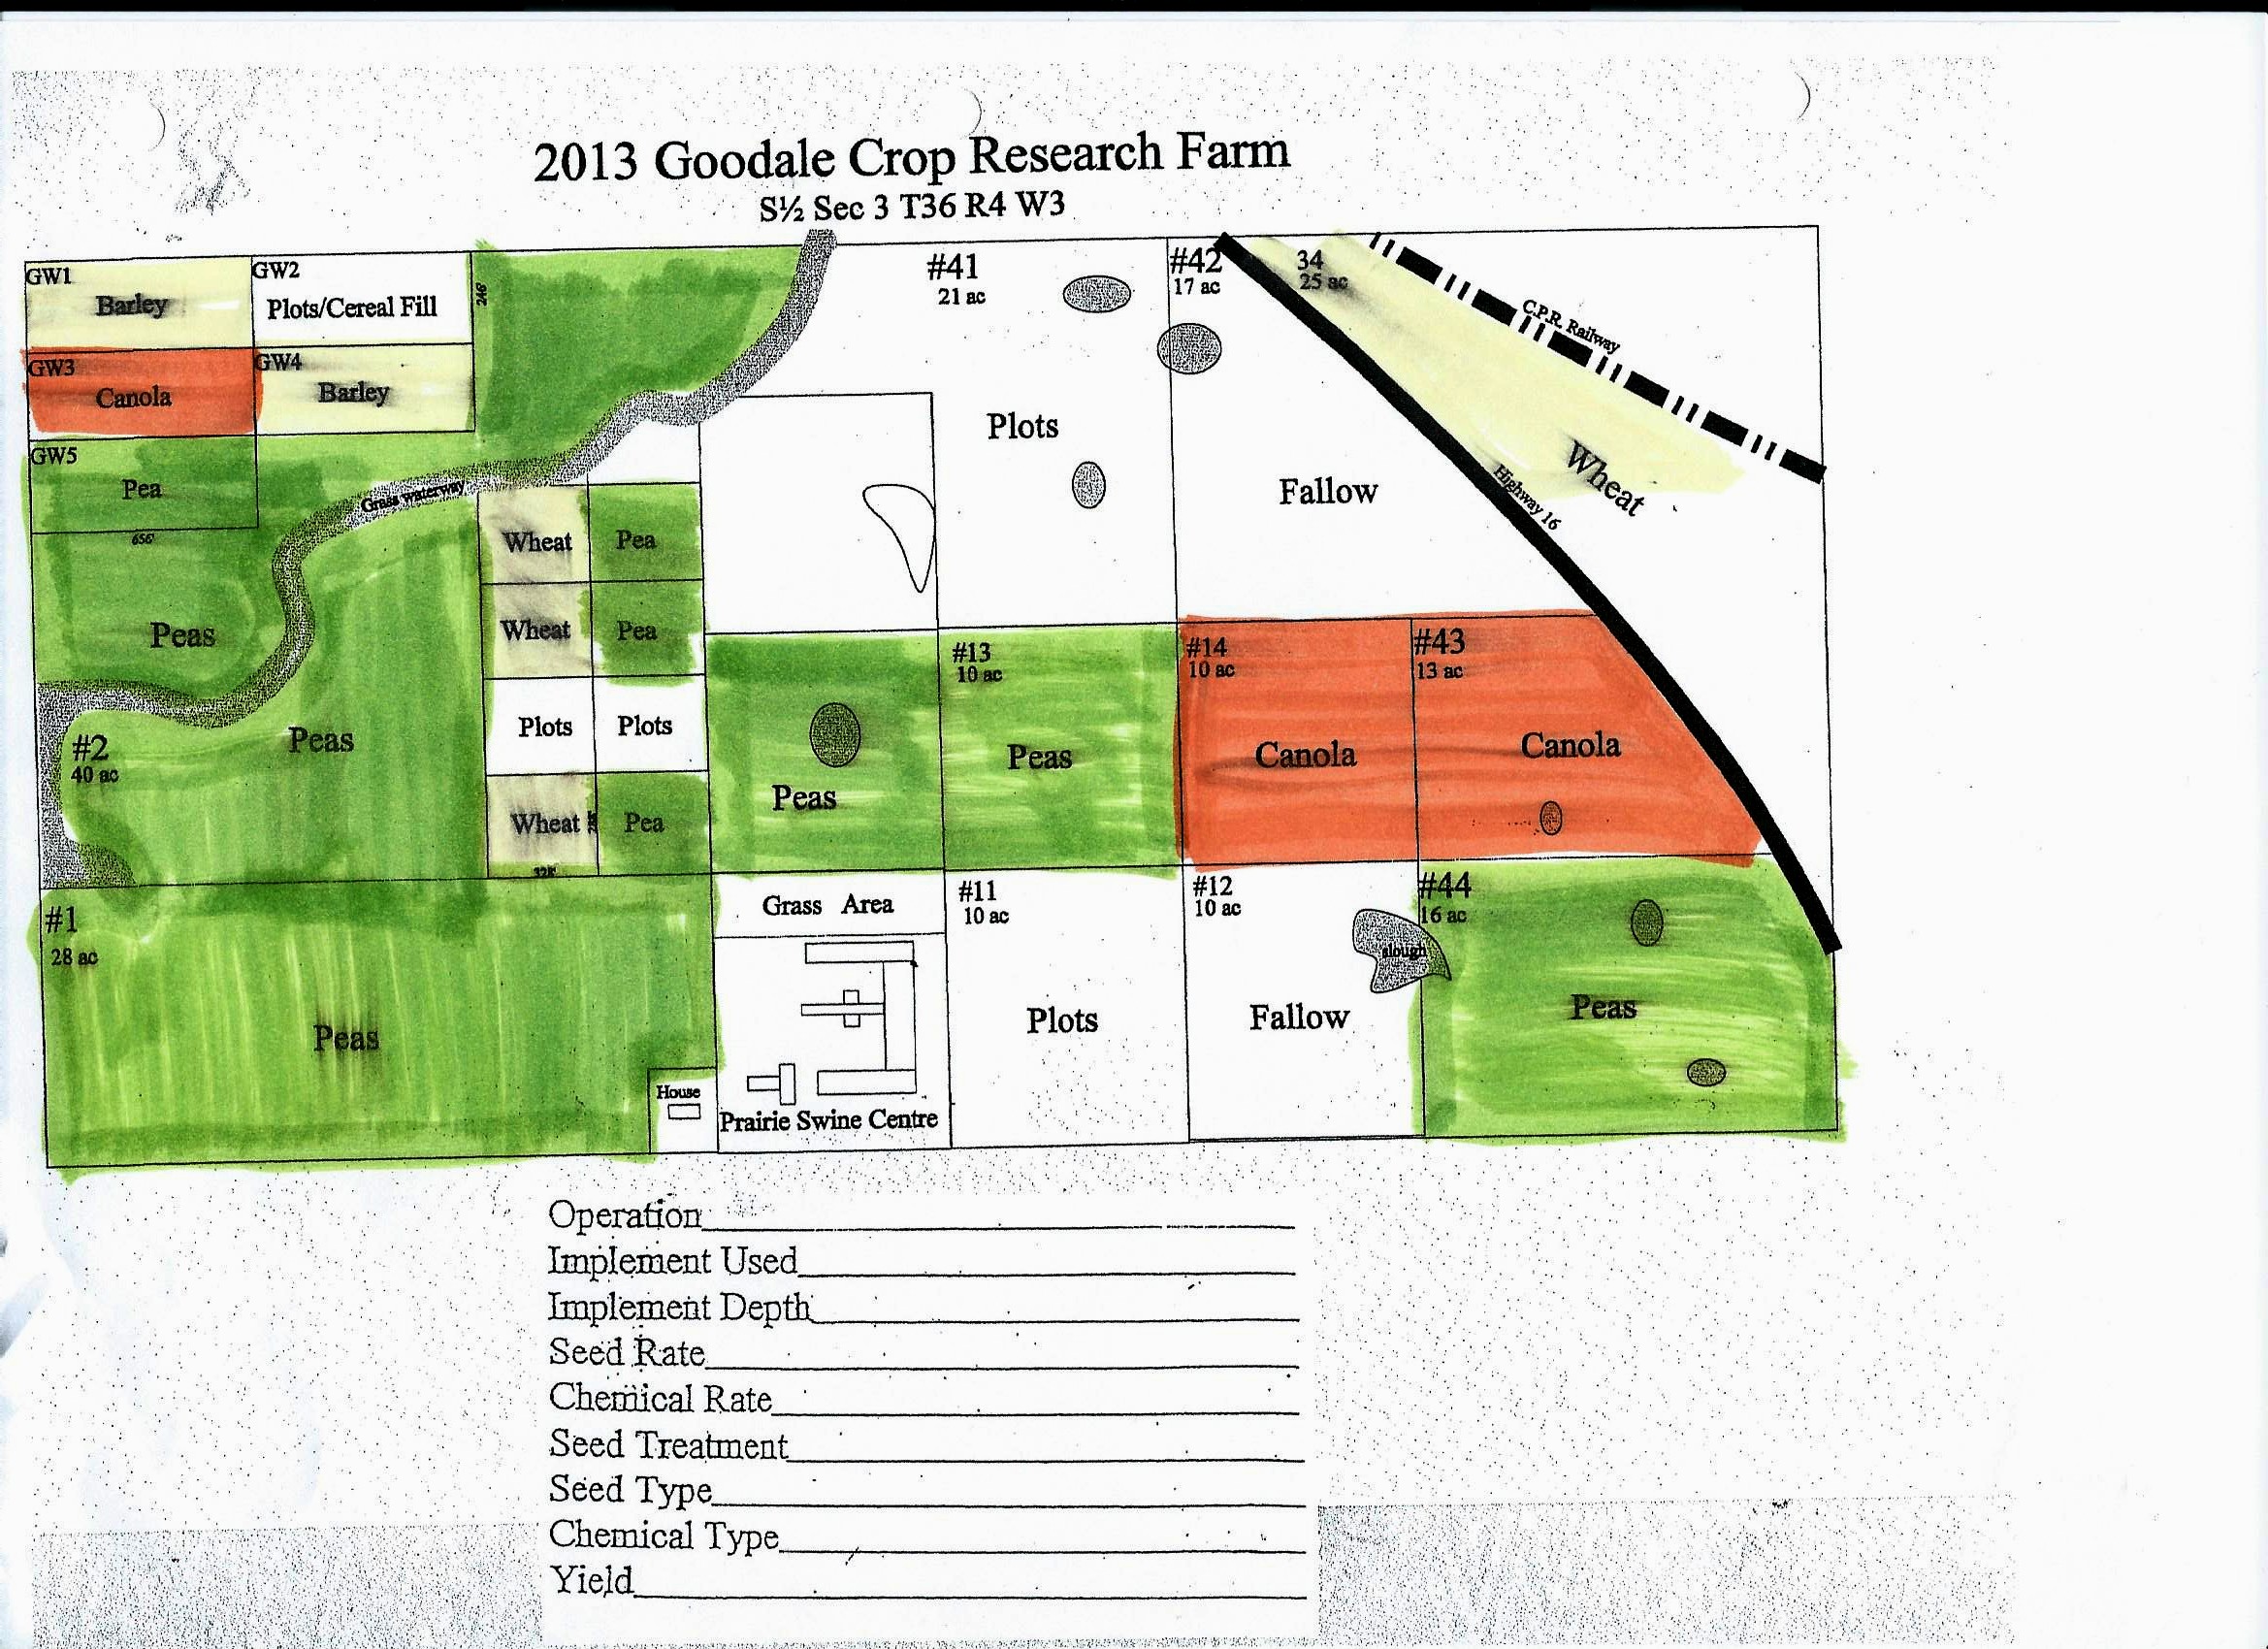 2013 Goodale Crop Research Farm
S½ Sec 3 T36 R4 W3
GW1
Barley
GW2
Plots/Cereal Fill
246'
GW3
Canola
GW4
Barley
GW5
Pea
656'
Grass waterway
Peas
#2
40 ac
Peas
Wheat
Pea
Wheat
Pea
Plots
Plots
Wheat
Pea
328'
#41
21 ac
Plots
#42
17 ac
Fallow
34
25 ac
C.P.R. Railway
Highway 16
Wheat
Peas
#13
10 ac
Peas
#14
10 ac
Canola
#43
13 ac
Canola
#1
28 ac
Peas
House
Grass Area
Prairie Swine Centre
#11
10 ac
Plots
#12
10 ac
Fallow
slough
#44
16 ac
Peas
Operation
Implement Used
Implement Depth
Seed Rate
Chemical Rate
Seed Treatment
Seed Type
Chemical Type
Yield